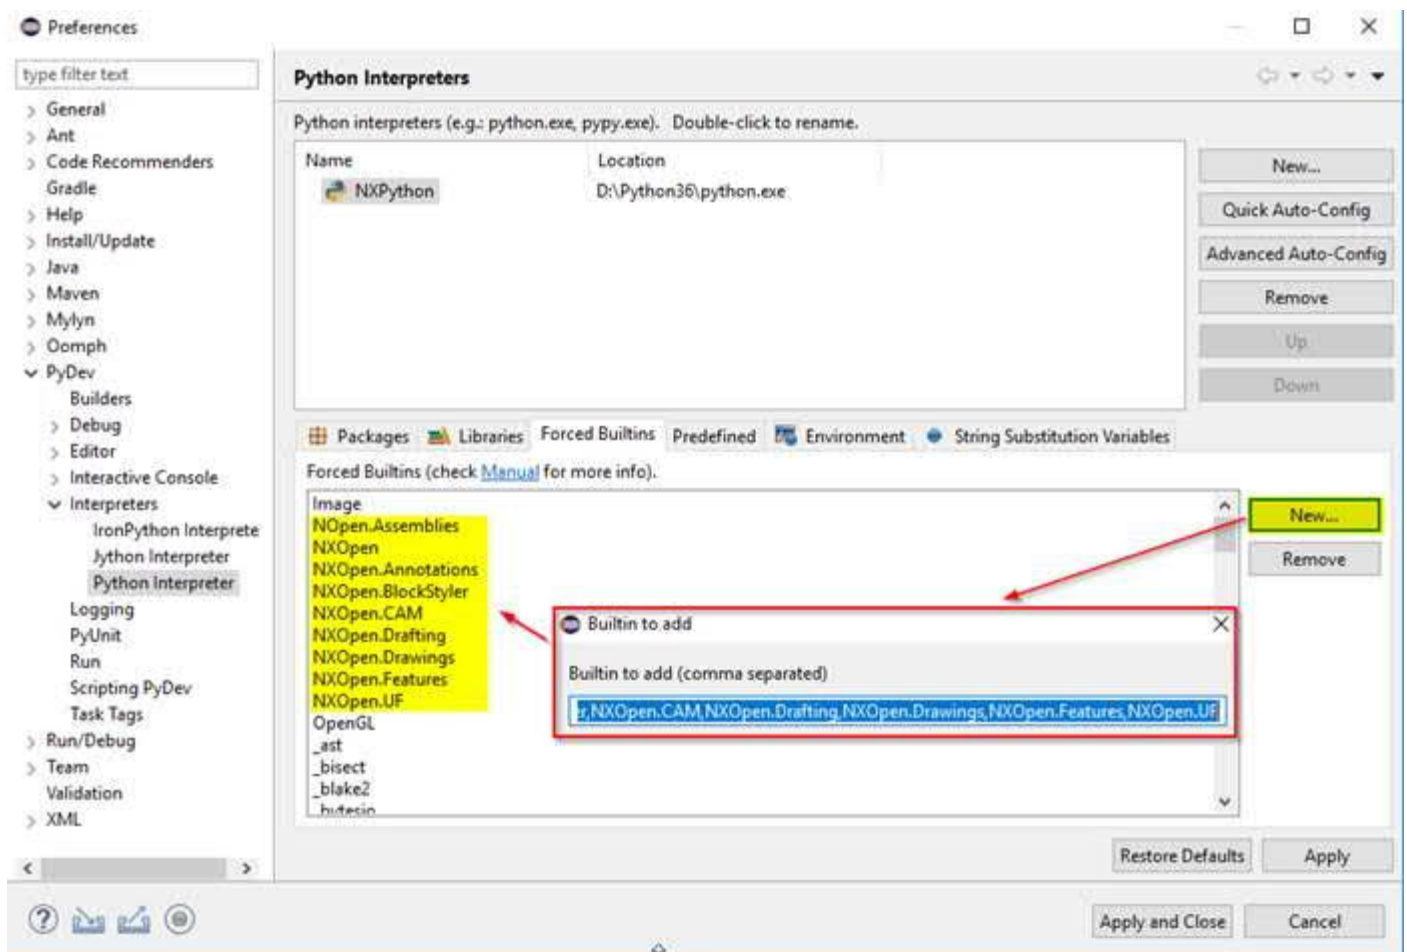 Preferences
type filter text
General
Ant
Code Recommenders
Gradle
Help
Install/Update
Java
Maven
Mylyn
Oomph
PyDev
Builders
Debug
Editor
Interactive Console
Interpreters
IronPython Interprete
Jython Interpreter
Python Interpreter
Logging
PyUnit
Run
Scripting PyDev
Task Tags
Run/Debug
Team
Validation
XML
Python Interpreters
Python interpreters (e.g.: python.exe, pypy.exe). Double-click to rename.
Name Location
NXPython D:\Python36\python.exe
New...
Quick Auto-Config
Advanced Auto-Config
Remove
Up
Down
Packages Libraries Forced Builtins Predefined Environment String Substitution Variables
Forced Builtins (check Manual for more info).
Image
NOpen.Assemblies
NXOpen
NXOpen.Annotations
NXOpen.BlockStyler
NXOpen.CAM
NXOpen.Drafting
NXOpen.Drawings
NXOpen.Features
NXOpen.UF
OpenGL
_ast
_bisect
_blake2
_bytesio
New...
Remove
Builtin to add
Builtin to add (comma separated)
r,NXOpen.CAM,NXOpen.Drafting,NXOpen.Drawings,NXOpen.Features,NXOpen.UF
Restore Defaults Apply
Apply and Close Cancel